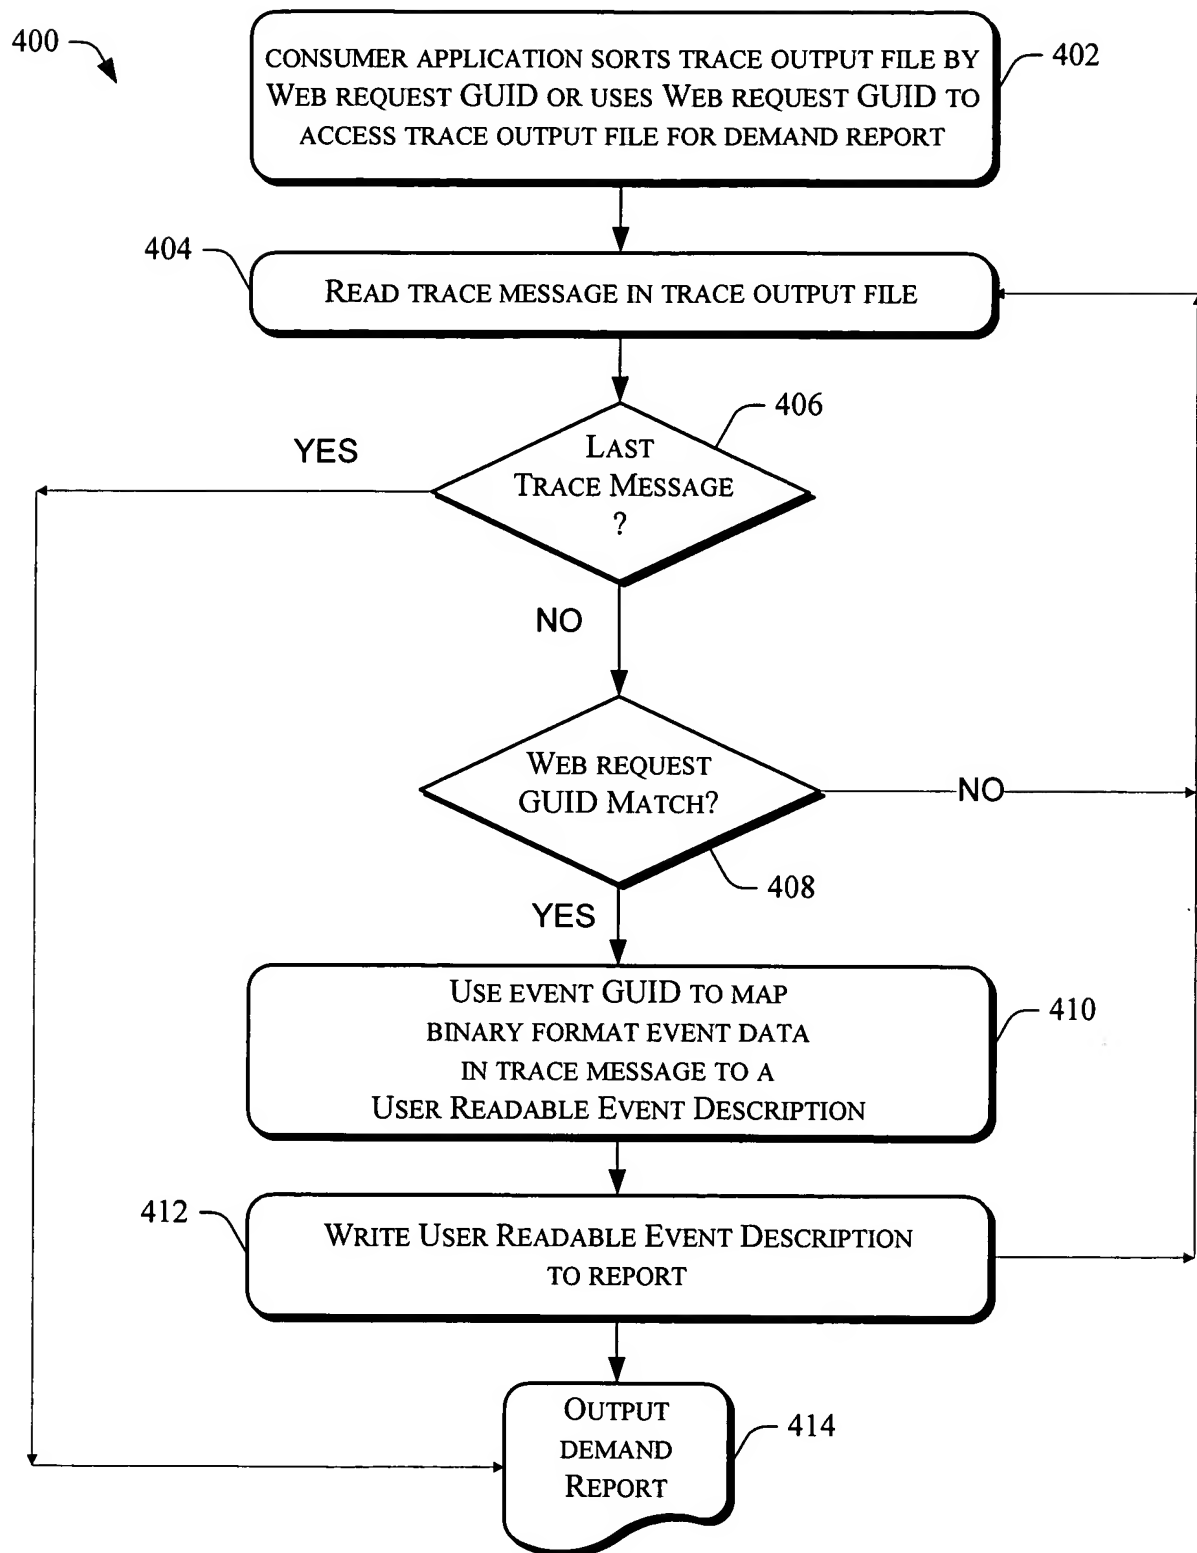 400
CONSUMER APPLICATION SORTS TRACE OUTPUT FILE BY
WEB REQUEST GUID OR USES WEB REQUEST GUID TO
ACCESS TRACE OUTPUT FILE FOR DEMAND REPORT
402
404
READ TRACE MESSAGE IN TRACE OUTPUT FILE
406
YES
LAST
TRACE MESSAGE
?
NO
WEB REQUEST
GUID MATCH?
NO
408
YES
USE EVENT GUID TO MAP
BINARY FORMAT EVENT DATA
IN TRACE MESSAGE TO A
USER READABLE EVENT DESCRIPTION
410
412
WRITE USER READABLE EVENT DESCRIPTION
TO REPORT
OUTPUT
DEMAND
REPORT
414